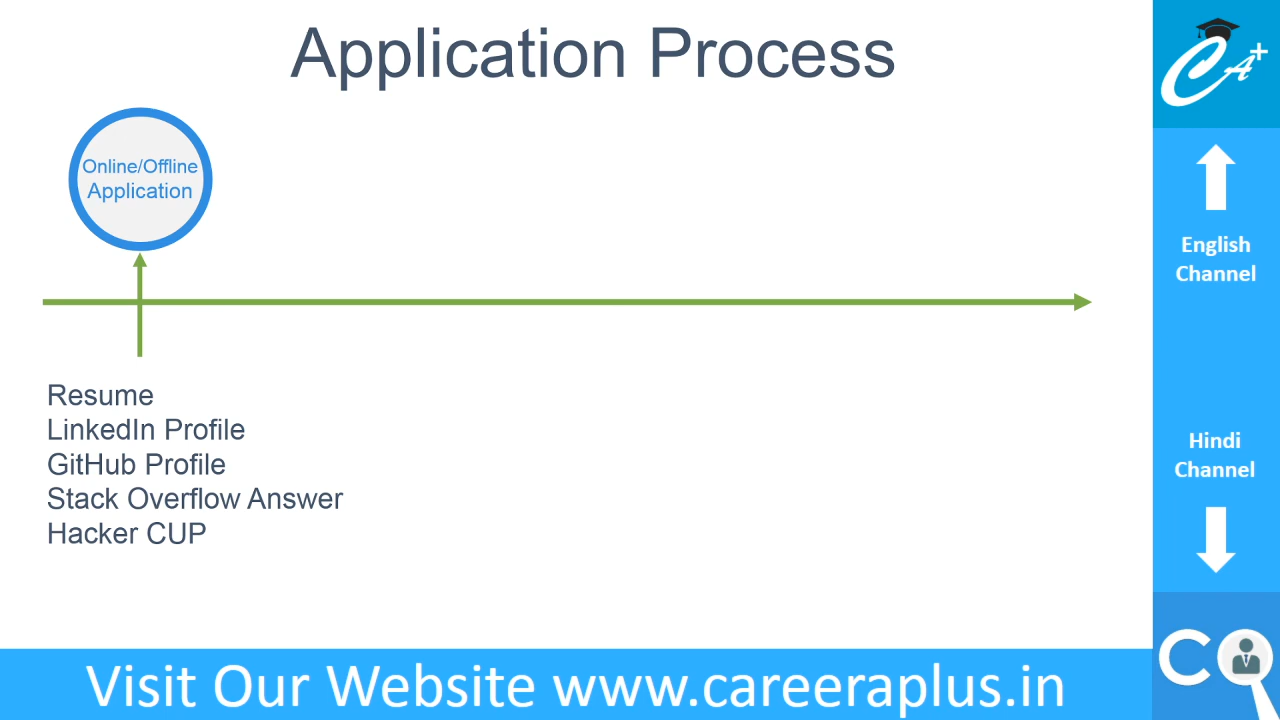 Application Process
Online/Offline
Application
Resume
LinkedIn Profile
GitHub Profile
Stack Overflow Answer
Hacker CUP
CA+
English
Channel
Hindi
Channel
Visit Our Website www.careeraplus.in